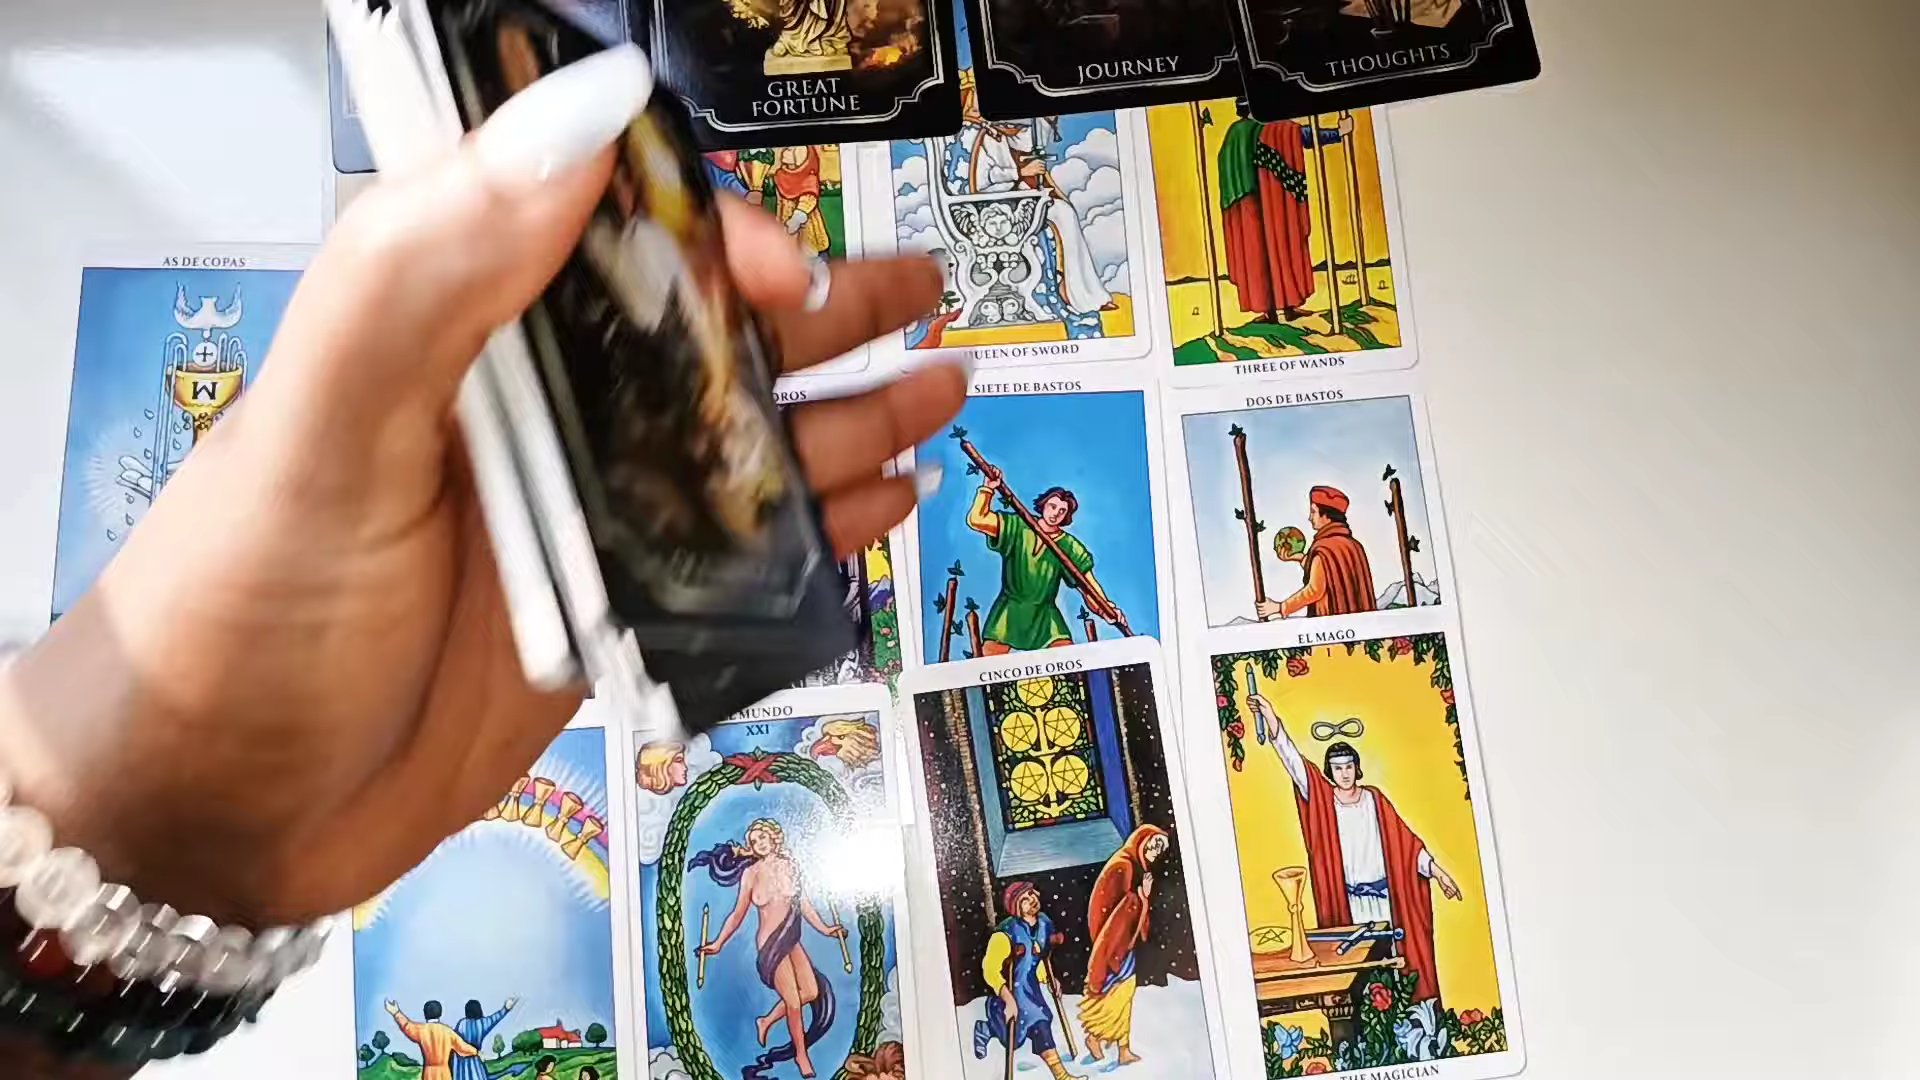 GREAT
FORTUNE
JOURNEY
THOUGHTS
AS DE COPAS
QUEEN OF SWORD
THREE OF WANDS
OROS
SIETE DE BASTOS
DOS DE BASTOS
CINCO DE OROS
EL MAGO
I
MUNDO
XXI
THE MAGICIAN